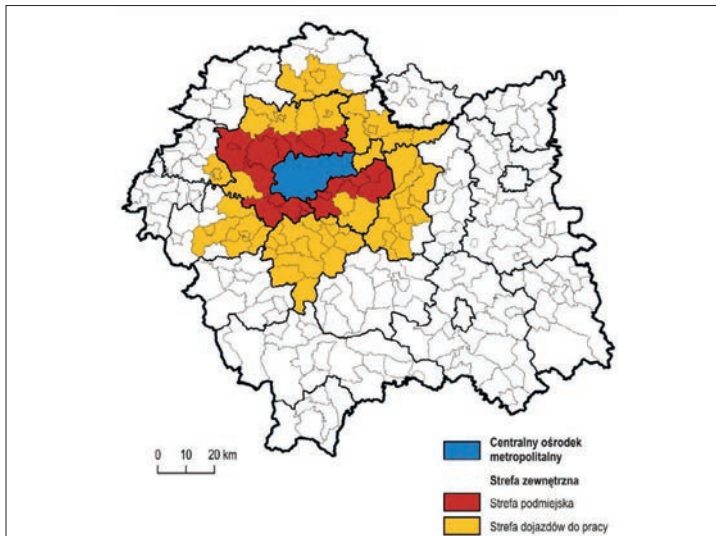 0 10 20 km
Centralny ośrodek
metropolitalny
Strefa zewnętrzna
Strefa podmiejska
Strefa dojazdów do pracy